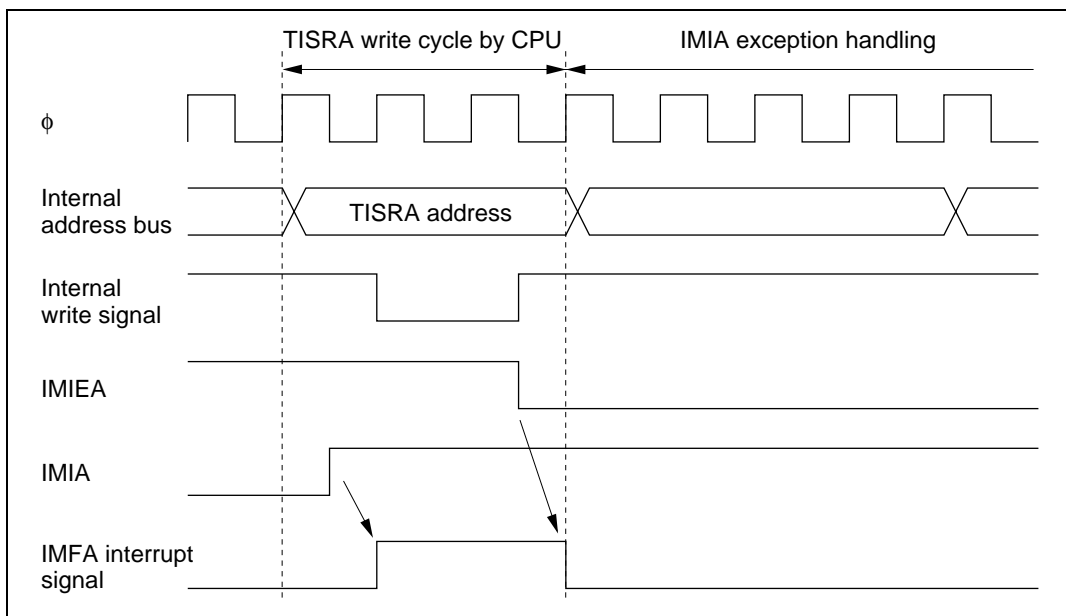 TISRA write cycle by CPU
IMIA exception handling
ϕ
Internal
address bus
TISRA address
Internal
write signal
IMIEA
IMIA
IMFA interrupt
signal